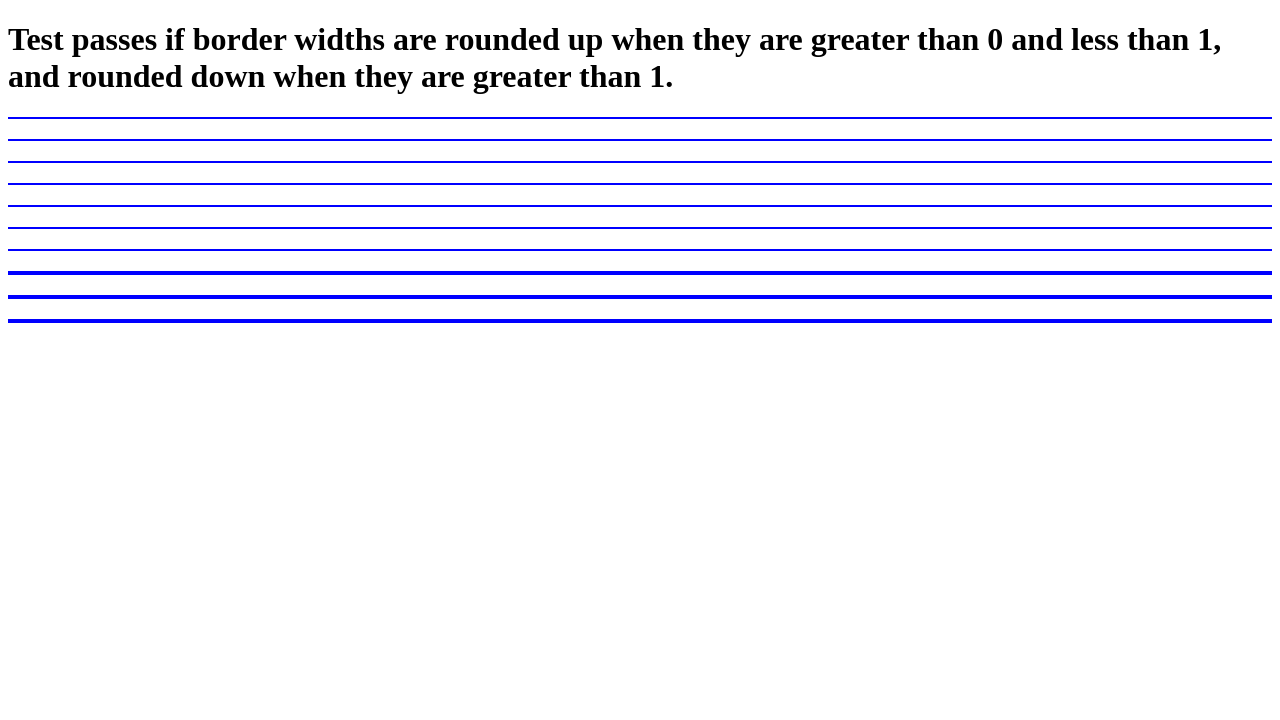 Test passes if border widths are rounded up when they are greater than 0 and less than 1,
and rounded down when they are greater than 1.